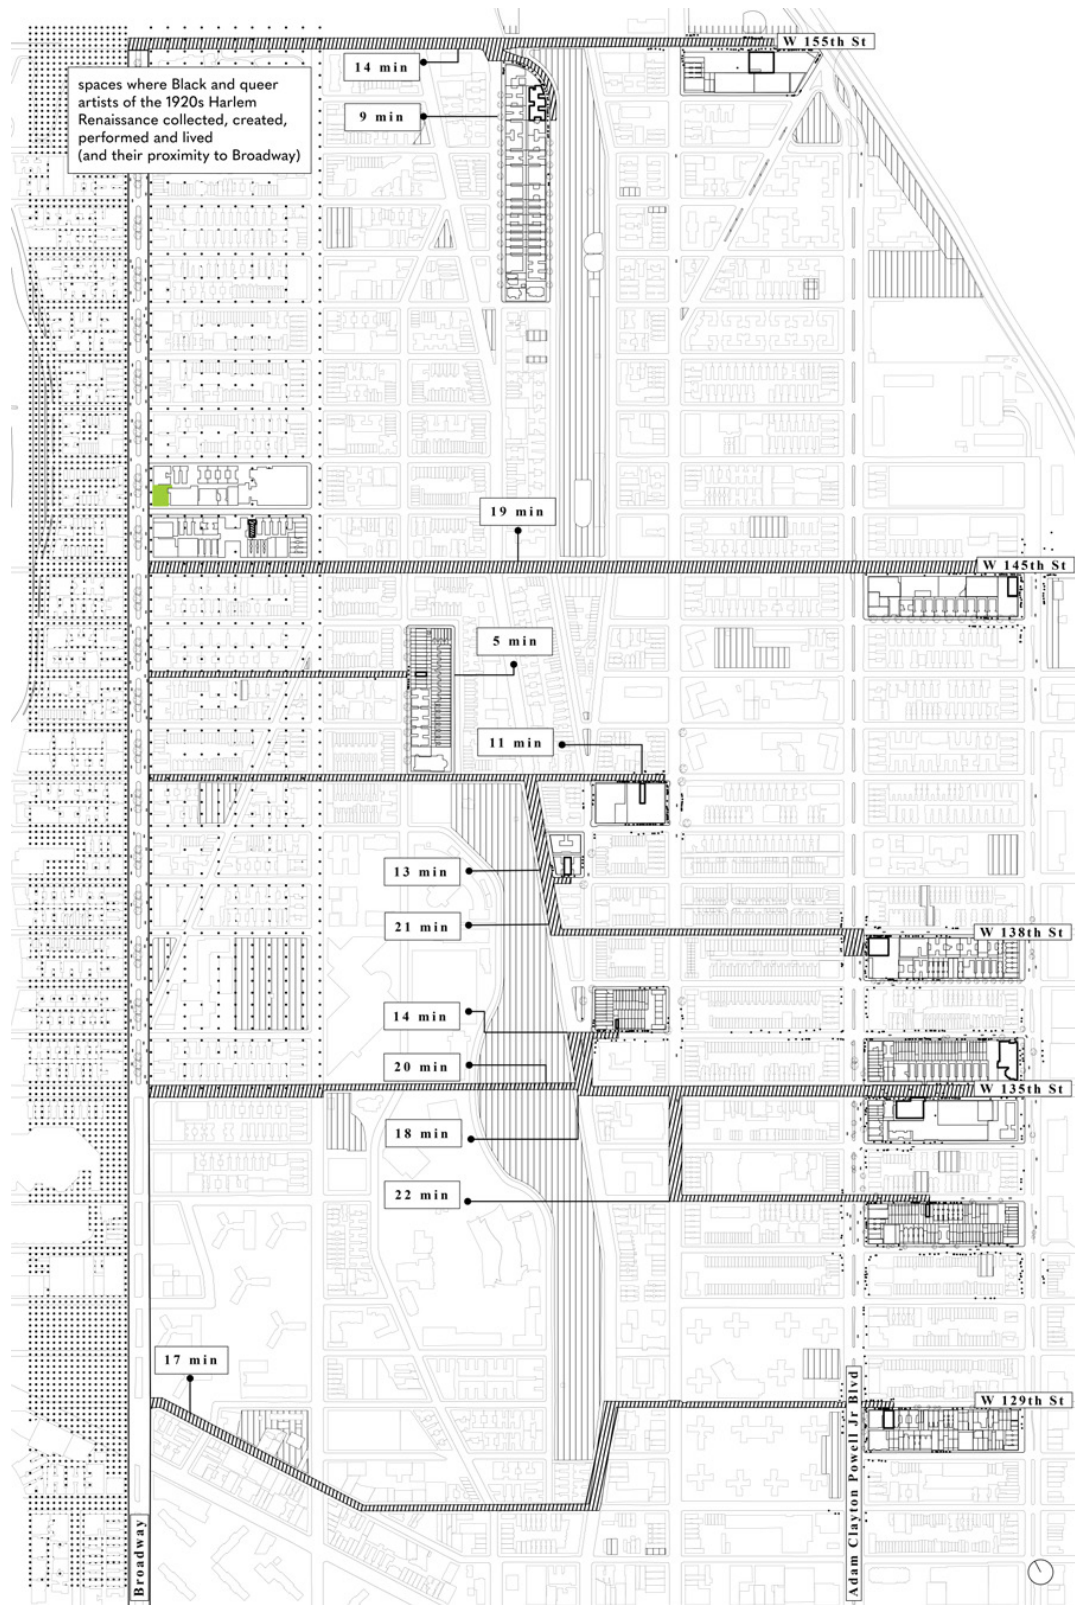 W 155th St
14 min
spaces where Black and queer
artists of the 1920s Harlem
Renaissance collected, created,
performed and lived
(and their proximity to Broadway)
9 min
19 min
W 145th St
5 min
11 min
13 min
21 min
W 138th St
14 min
20 min
W 135th St
18 min
22 min
17 min
W 129th St
Adam Clayton Powell Jr Blvd
Broadway